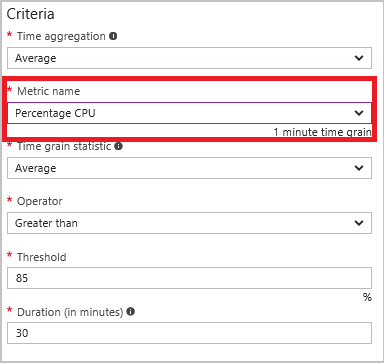 Criteria
* Time aggregation
Average
* Metric name
Percentage CPU
1 minute time grain
* Time grain statistic
Average
* Operator
Greater than
* Threshold
85
%
* Duration (in minutes)
30